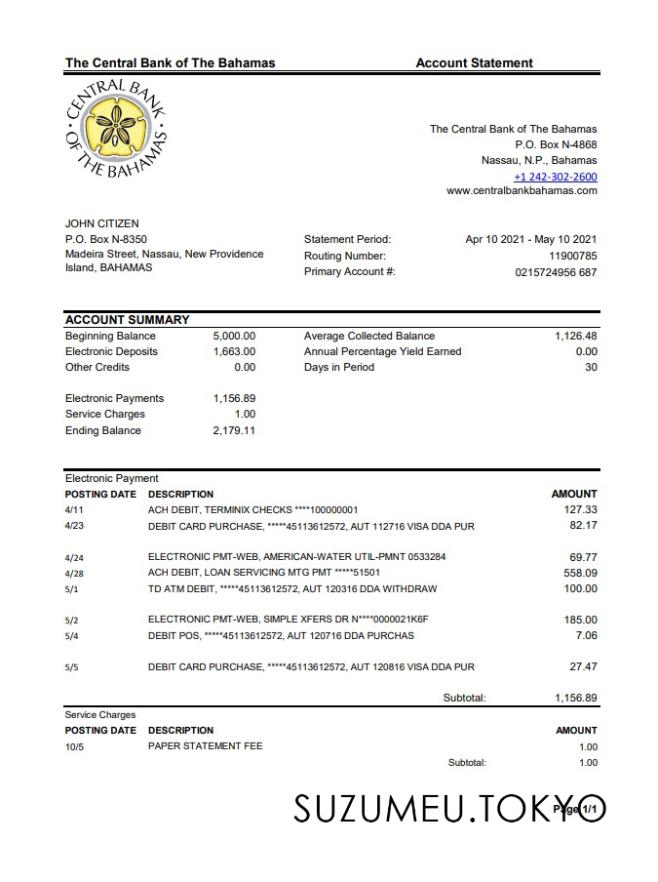 The Central Bank of The Bahamas Account Statement
CENTRAL BANK
OF THE BAHAMAS
The Central Bank of The Bahamas
P.O. Box N-4868
Nassau, N.P., Bahamas
+1 242-302-2600
www.centralbankbahamas.com
JOHN CITIZEN
P.O. Box N-8350
Madeira Street, Nassau, New Providence
Island, BAHAMAS
Statement Period: Apr 10 2021 - May 10 2021
Routing Number: 11900785
Primary Account #: 0215724956 687
ACCOUNT SUMMARY
Beginning Balance 5,000.00 Average Collected Balance 1,126.48
Electronic Deposits 1,663.00 Annual Percentage Yield Earned 0.00
Other Credits 0.00 Days in Period 30
Electronic Payments 1,156.89
Service Charges 1.00
Ending Balance 2,179.11
Electronic Payment
POSTING DATE DESCRIPTION AMOUNT
4/11 ACH DEBIT, TERMINIX CHECKS ****100000001 127.33
4/23 DEBIT CARD PURCHASE, *****45113612572, AUT 112716 VISA DDA PUR 82.17
4/24 ELECTRONIC PMT-WEB, AMERICAN-WATER UTIL-PMNT 0533284 69.77
4/28 ACH DEBIT, LOAN SERVICING MTG PMT *****51501 558.09
5/1 TD ATM DEBIT, *****45113612572, AUT 120316 DDA WITHDRAW 100.00
5/2 ELECTRONIC PMT-WEB, SIMPLE XFERS DR N****0000021K6F 185.00
5/4 DEBIT POS, *****45113612572, AUT 120716 DDA PURCHAS 7.06
5/5 DEBIT CARD PURCHASE, *****45113612572, AUT 120816 VISA DDA PUR 27.47
Subtotal: 1,156.89
Service Charges
POSTING DATE DESCRIPTION AMOUNT
10/5 PAPER STATEMENT FEE 1.00
Subtotal: 1.00
SUZUMEU.TOKYO
Page 1/1